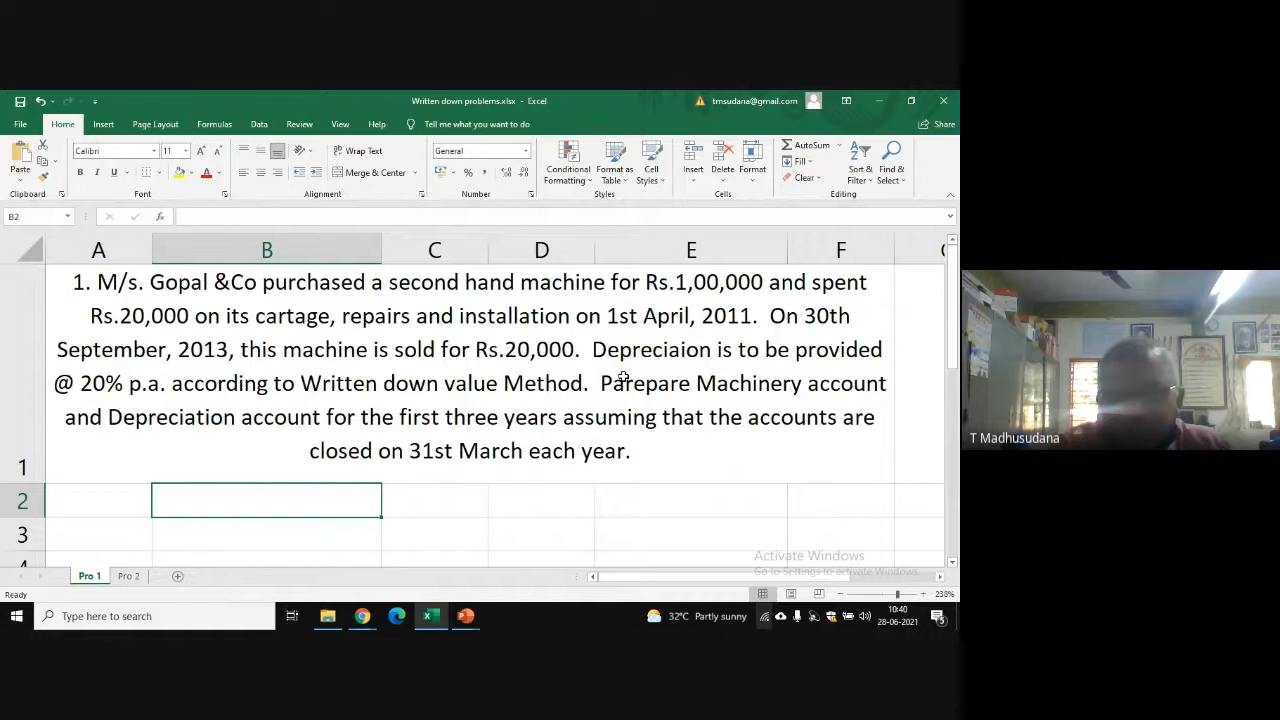 Written down problems.xlsx - Excel
tmsudana@gmail.com
File Home Insert Page Layout Formulas Data Review View Help Tell me what you want to do Share
Paste
Calibri 11
Wrap Text
Merge & Center
General
Conditional Formatting
Format as Table
Cell Styles
Insert Delete Format
AutoSum
Fill
Clear
Sort & Filter
Find & Select
Clipboard Font Alignment Number Styles Cells Editing
B2
fx
A B C D E F
1. M/s. Gopal &Co purchased a second hand machine for Rs.1,00,000 and spent
Rs.20,000 on its cartage, repairs and installation on 1st April, 2011. On 30th
September, 2013, this machine is sold for Rs.20,000. Depreciaion is to be provided
@ 20% p.a. according to Written down value Method. Parepare Machinery account
and Depreciation account for the first three years assuming that the accounts are
closed on 31st March each year.
1
2
3
Activate Windows
Go to Settings to activate Windows.
Pro 1 Pro 2
Ready
238%
Type here to search
32°C Partly sunny
10:40
28-06-2021
T Madhusudana